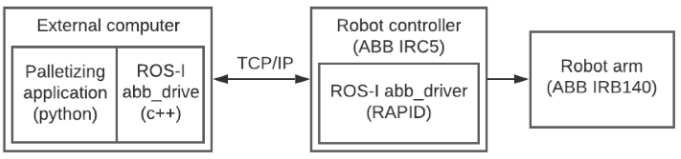 External computer
Palletizing
application
(python)
ROS-I
abb_drive
(c++)
TCP/IP
Robot controller
(ABB IRC5)
ROS-I abb_driver
(RAPID)
Robot arm
(ABB IRB140)